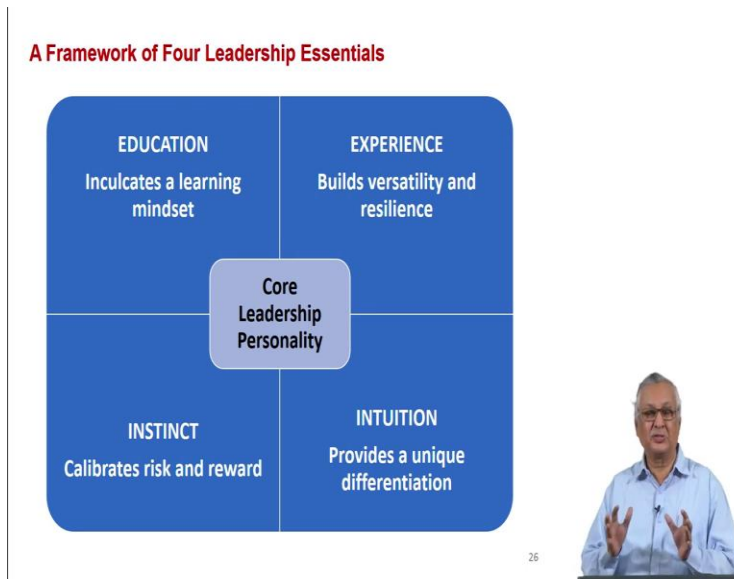 A Framework of Four Leadership Essentials
EDUCATION
Inculcates a learning
mindset
EXPERIENCE
Builds versatility and
resilience
Core
Leadership
Personality
INSTINCT
Calibrates risk and reward
INTUITION
Provides a unique
differentiation
26